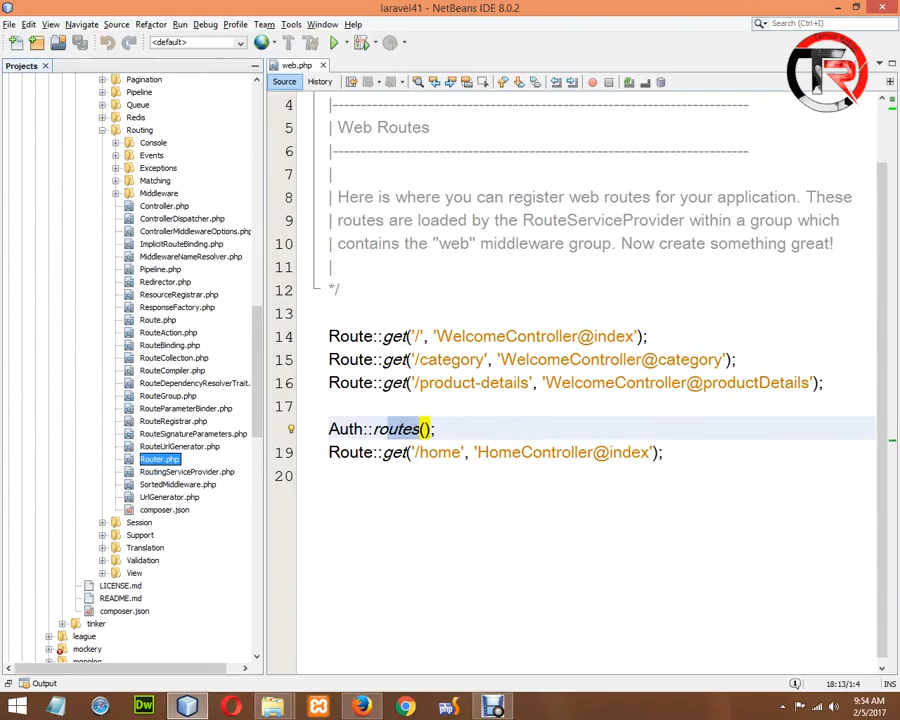 laravel41 - NetBeans IDE 8.0.2
File Edit View Navigate Source Refactor Run Debug Profile Team Tools Window Help
Search (Ctrl+I)
<default>
Projects
web.php
Source History
Pagination
Pipeline
Queue
Redis
Routing
Console
Events
Exceptions
Matching
Middleware
Controller.php
ControllerDispatcher.php
ControllerMiddlewareOptions.php
ImplicitRouteBinding.php
MiddlewareNameResolver.php
Pipeline.php
Redirector.php
ResourceRegistrar.php
ResponseFactory.php
Route.php
RouteAction.php
RouteBinding.php
RouteCollection.php
RouteCompiler.php
RouteDependencyResolverTrait.
RouteGroup.php
RouteParameterBinder.php
RouteRegistrar.php
RouteSignatureParameters.php
RouteUrlGenerator.php
Router.php
RoutingServiceProvider.php
SortedMiddleware.php
UrlGenerator.php
composer.json
Session
Support
Translation
Validation
View
LICENSE.md
README.md
composer.json
tinker
league
mockery
monolog
4 |--------------------------------------------------------------------------
5 | Web Routes
6 |--------------------------------------------------------------------------
7 |
8 | Here is where you can register web routes for your application. These
9 | routes are loaded by the RouteServiceProvider within a group which
10 | contains the "web" middleware group. Now create something great!
11 |
12 */
13
14 Route::get('/', 'WelcomeController@index');
15 Route::get('/category', 'WelcomeController@category');
16 Route::get('/product-details', 'WelcomeController@productDetails');
17
Auth::routes();
19 Route::get('/home', 'HomeController@index');
20
Output
18:13/1:4 INS
9:54 AM
2/5/2017